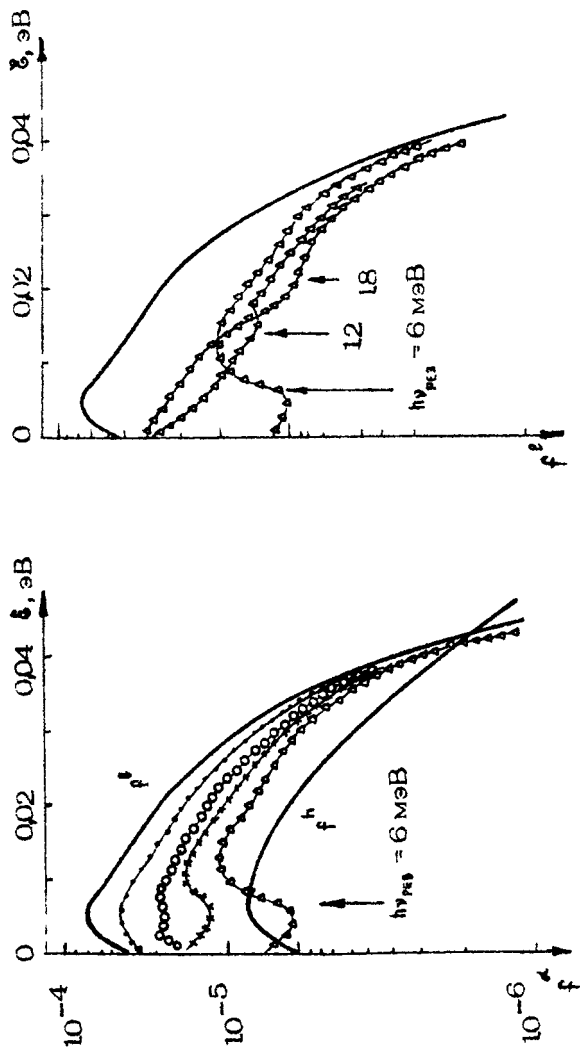 10⁻⁴
10⁻⁵
10⁻⁶
f^α
0
0,02
0,04
ε, эВ
f^ℓ
f^h
hν_РЕЗ = 6 мэВ
0
0,02
0,04
ε, эВ
12
18
hν_РЕЗ = 6 мэВ
f^ℓ